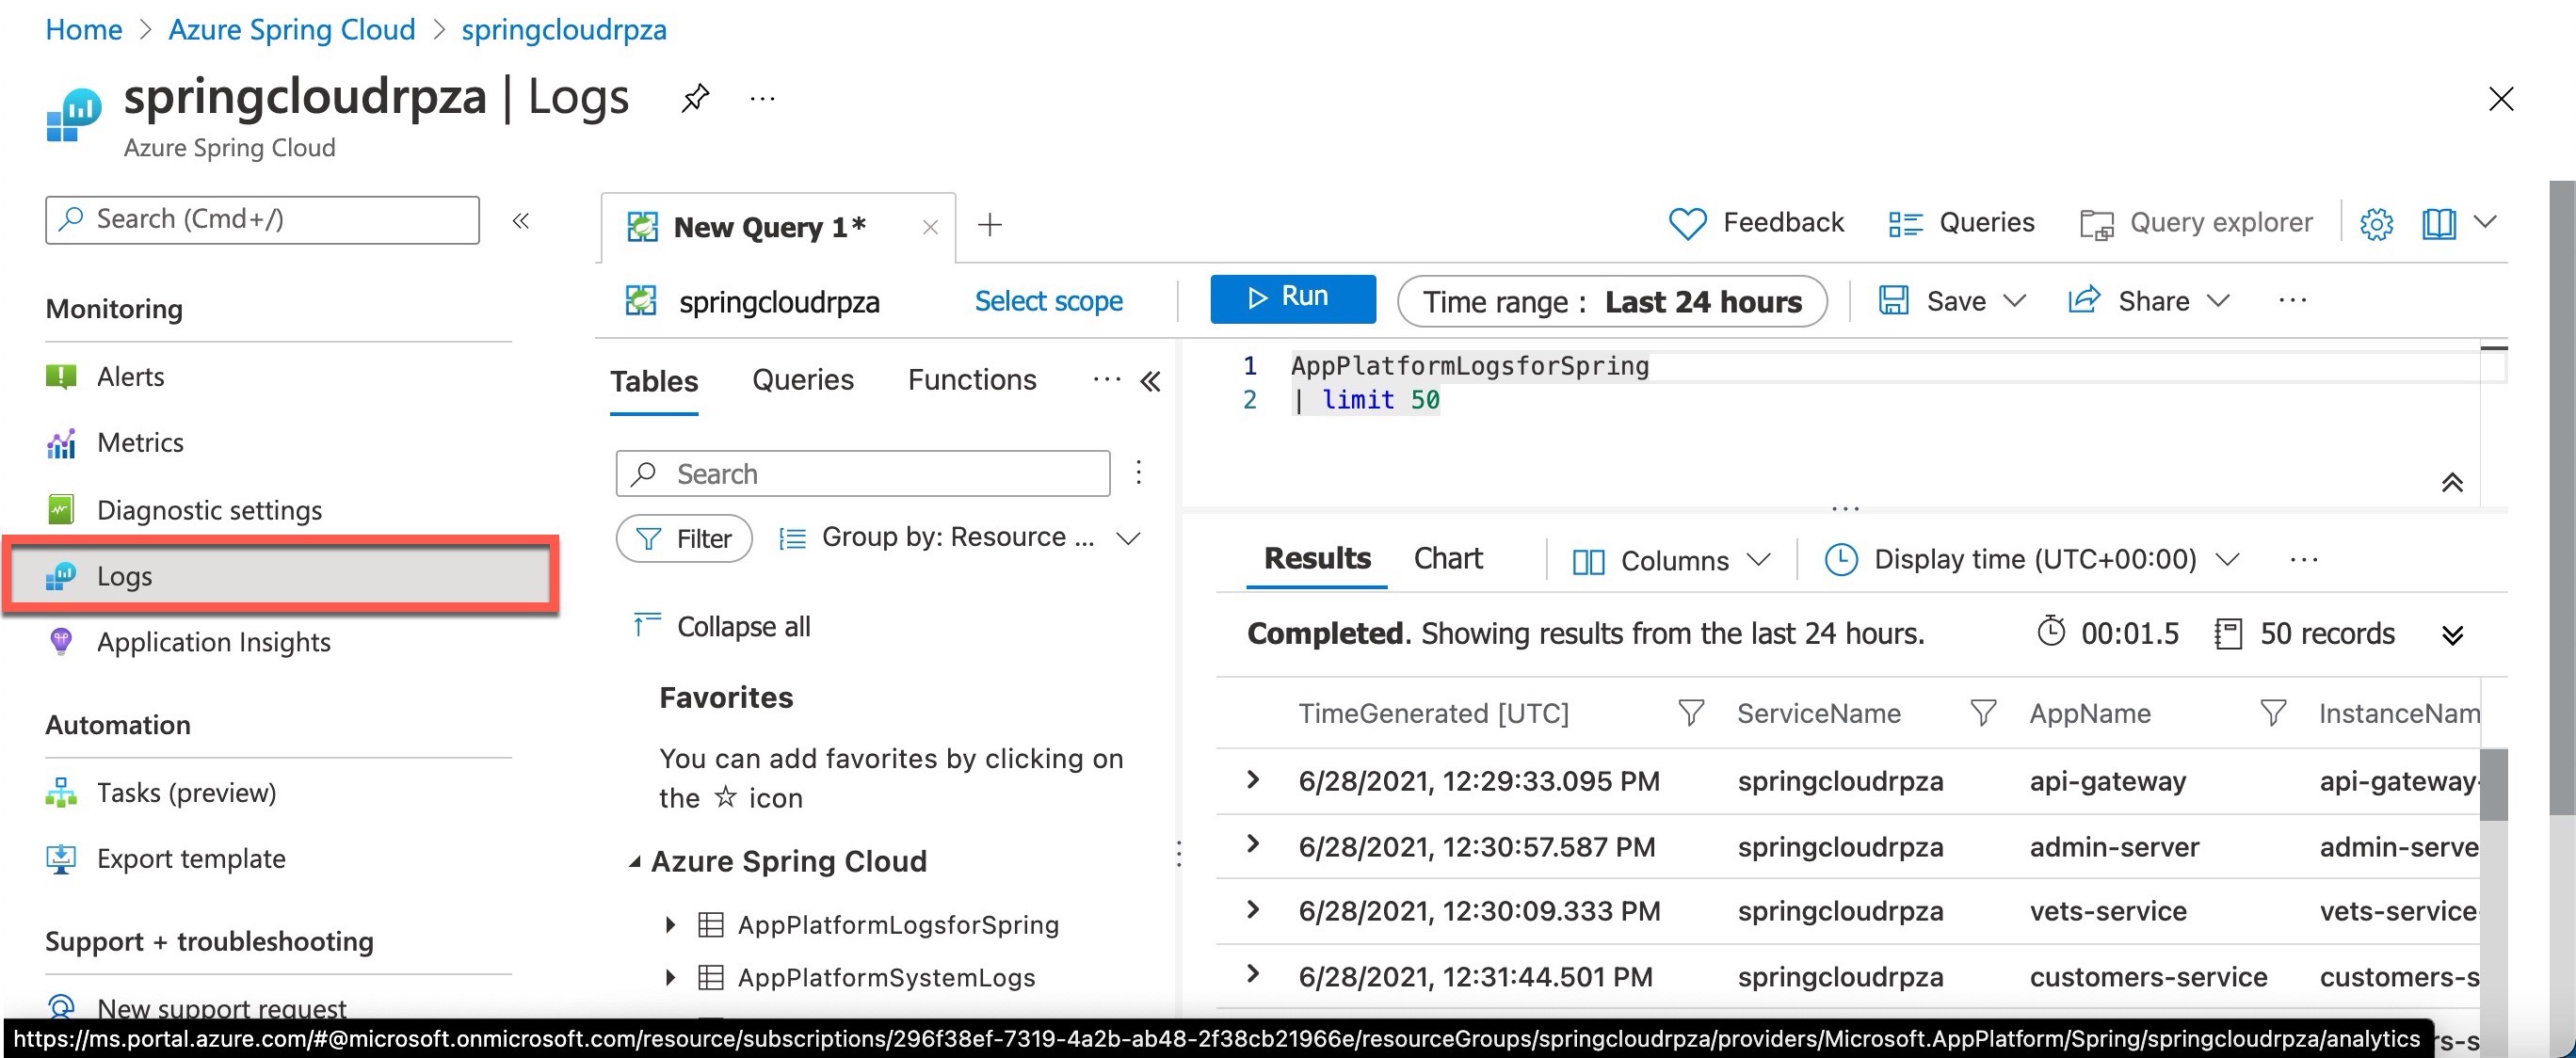 Home > Azure Spring Cloud > springcloudrpza
springcloudrpza | Logs
Azure Spring Cloud
Search (Cmd+/)
Monitoring
Alerts
Metrics
Diagnostic settings
Logs
Application Insights
Automation
Tasks (preview)
Export template
Support + troubleshooting
New support request
New Query 1*
Feedback
Queries
Query explorer
springcloudrpza
Select scope
Run
Time range : Last 24 hours
Save
Share
Tables
Queries
Functions
Search
Filter
Group by: Resource ...
Collapse all
Favorites
You can add favorites by clicking on
the ☆ icon
Azure Spring Cloud
AppPlatformLogsforSpring
AppPlatformSystemLogs
1 AppPlatformLogsforSpring
2 | limit 50
Results
Chart
Columns
Display time (UTC+00:00)
Completed. Showing results from the last 24 hours.
00:01.5
50 records
TimeGenerated [UTC] ServiceName AppName InstanceNam
6/28/2021, 12:29:33.095 PM springcloudrpza api-gateway api-gateway-
6/28/2021, 12:30:57.587 PM springcloudrpza admin-server admin-serve
6/28/2021, 12:30:09.333 PM springcloudrpza vets-service vets-service-
6/28/2021, 12:31:44.501 PM springcloudrpza customers-service customers-s
https://ms.portal.azure.com/#@microsoft.onmicrosoft.com/resource/subscriptions/296f38ef-7319-4a2b-ab48-2f38cb21966e/resourceGroups/springcloudrpza/providers/Microsoft.AppPlatform/Spring/springcloudrpza/analytics
rs-s